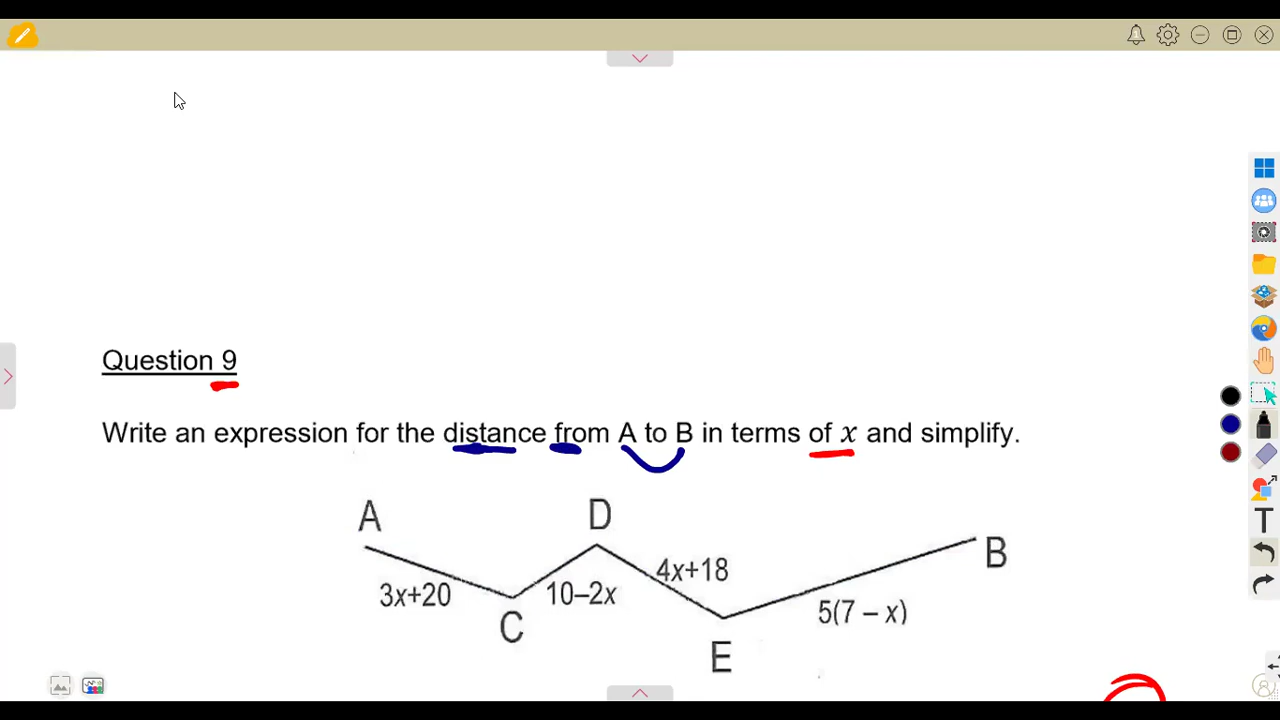 Question 9
Write an expression for the distance from A to B in terms of x and simplify.
A
D
B
4x+18
3x+20
10–2x
5(7 – x)
C
E
T